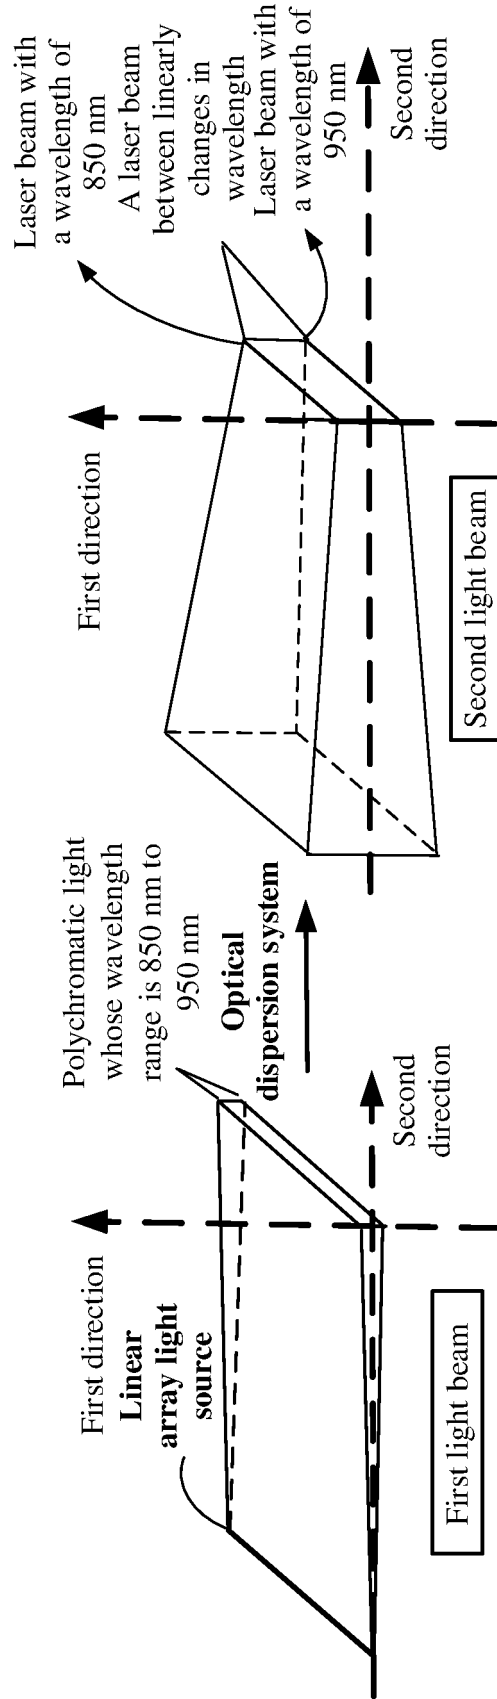 First direction
Linear
array light
source
Polychromatic light
whose wavelength
range is 850 nm to
950 nm
Optical
dispersion system
Second
direction
First light beam
First direction
Laser beam with
a wavelength of
850 nm
A laser beam
between linearly
changes in
wavelength
Laser beam with
a wavelength of
950 nm
Second
direction
Second light beam